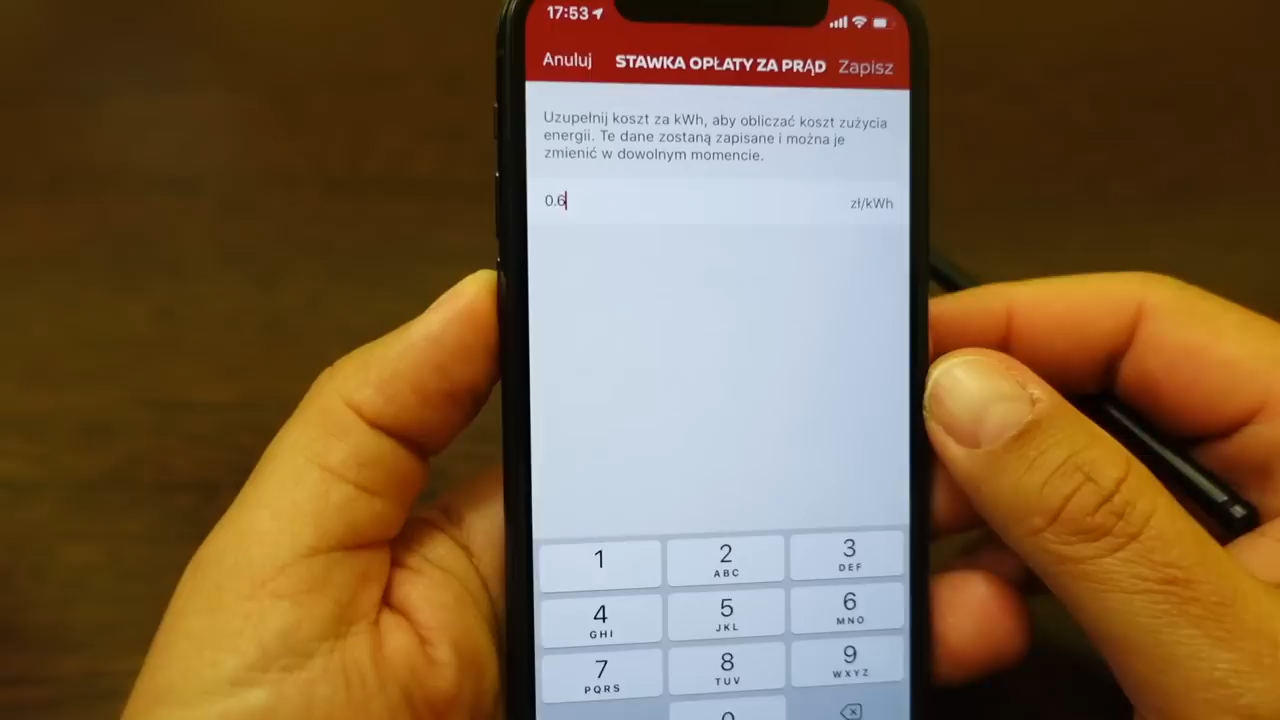 17:53
Anuluj STAWKA OPŁATY ZA PRĄD Zapisz
Uzupełnij koszt za kWh, aby obliczać koszt zużycia
energii. Te dane zostaną zapisane i można je
zmienić w dowolnym momencie.
0.6 zł/kWh
1 2 3
ABC DEF
4 5 6
GHI JKL MNO
7 8 9
PQRS TUV WXYZ
0